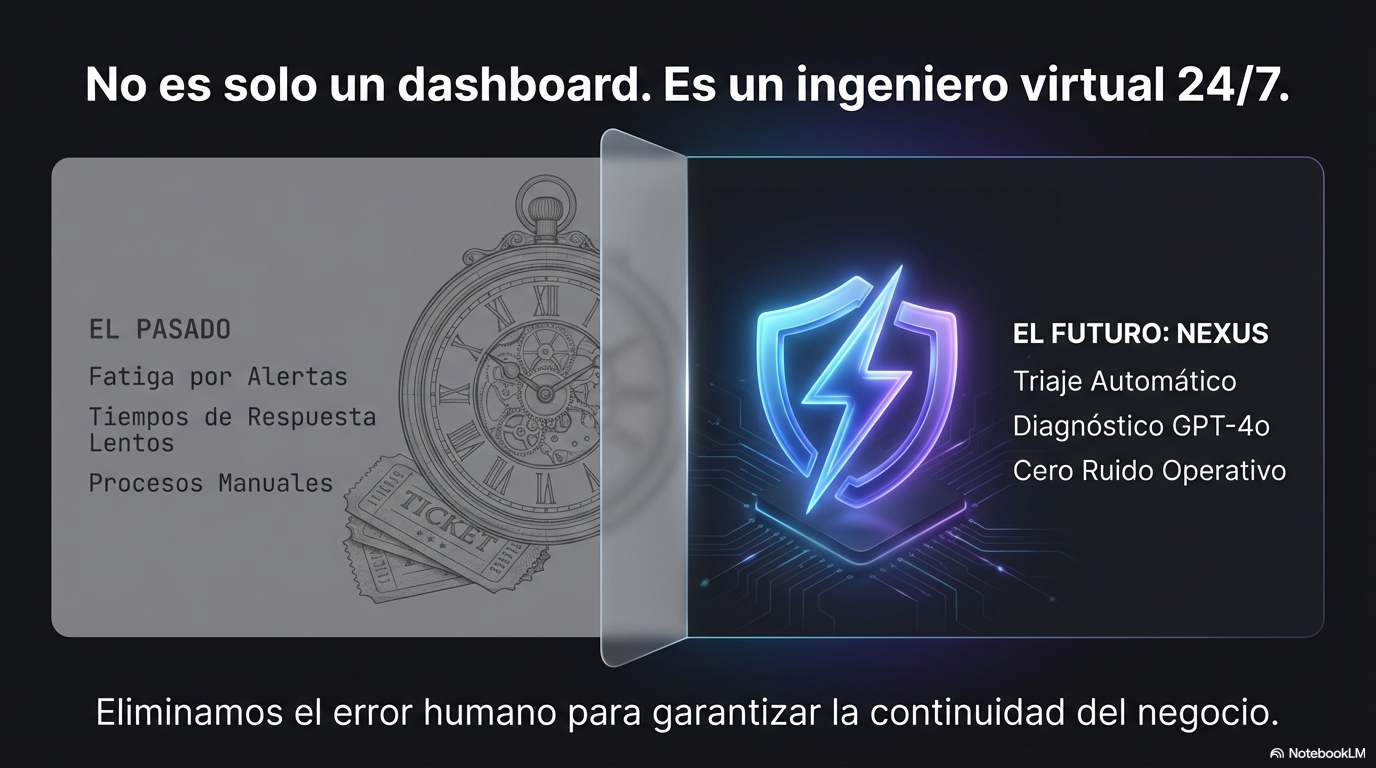 No es solo un dashboard. Es un ingeniero virtual 24/7.
EL PASADO
Fatiga por Alertas
Tiempos de Respuesta
Lentos
Procesos Manuales
XII
TICKET
EL FUTURO: NEXUS
Triaje Automático
Diagnóstico GPT-4o
Cero Ruido Operativo
Eliminamos el error humano para garantizar la continuidad del negocio.
NotebookLM